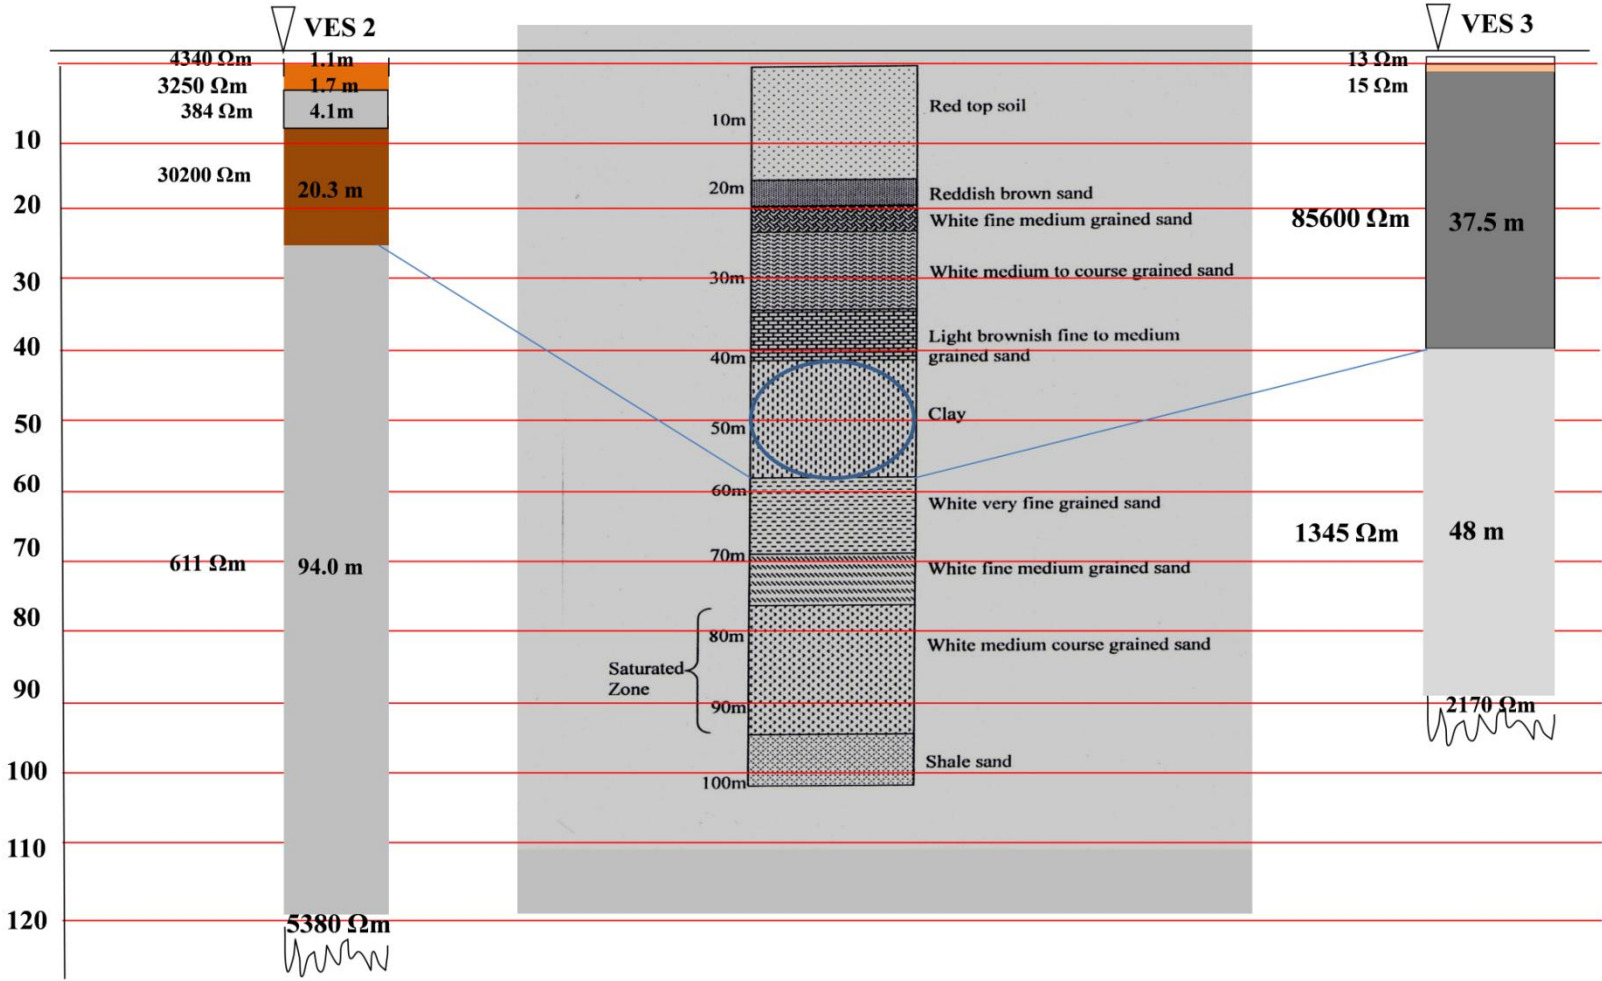 VES 2
VES 3
4340 Ωm
1.1m
13 Ωm
3250 Ωm
1.7 m
15 Ωm
384 Ωm
4.1m
Red top soil
10m
10
30200 Ωm
20.3 m
20m
Reddish brown sand
20
White fine medium grained sand
85600 Ωm
37.5 m
White medium to course grained sand
30
30m
Light brownish fine to medium
grained sand
40
40m
Clay
50
50m
60
60m
White very fine grained sand
1345 Ωm
48 m
70
70m
611 Ωm
94.0 m
White fine medium grained sand
80
80m
White medium course grained sand
Saturated
Zone
90
90m
2170 Ωm
Shale sand
100
100m
110
120
5380 Ωm